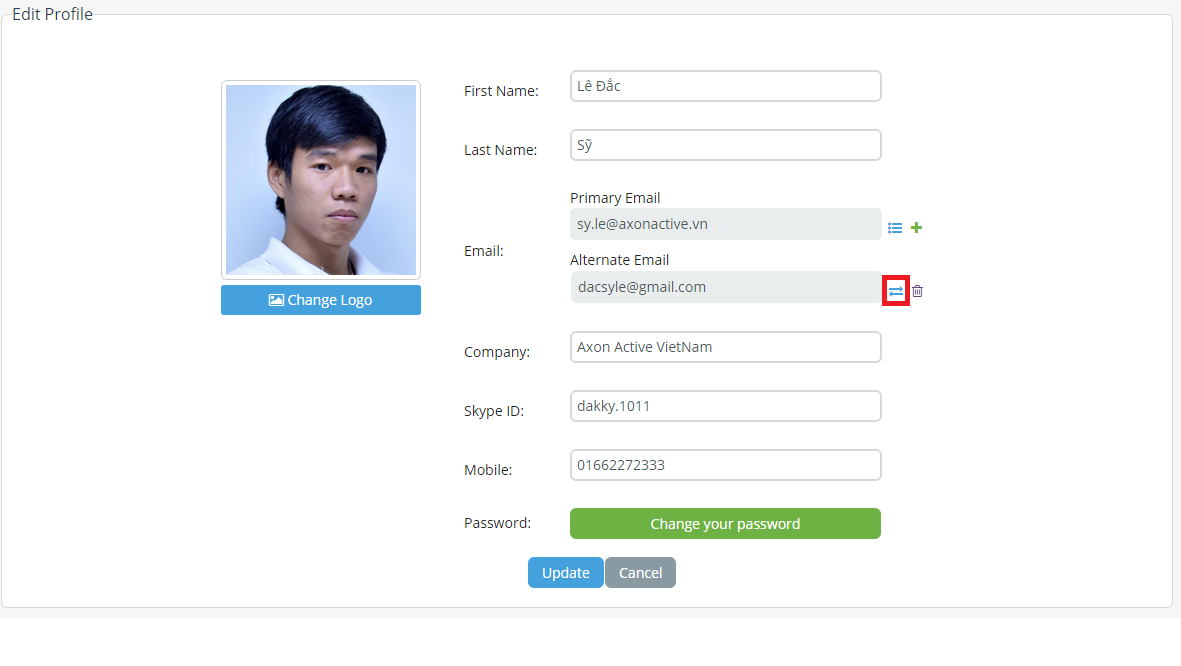 Edit Profile
First Name:
Lê Đắc
Last Name:
Sỹ
Email:
Primary Email
sy.le@axonactive.vn
Alternate Email
dacsyle@gmail.com
Change Logo
Company:
Axon Active VietNam
Skype ID:
dakky.1011
Mobile:
01662272333
Password:
Change your password
Update
Cancel